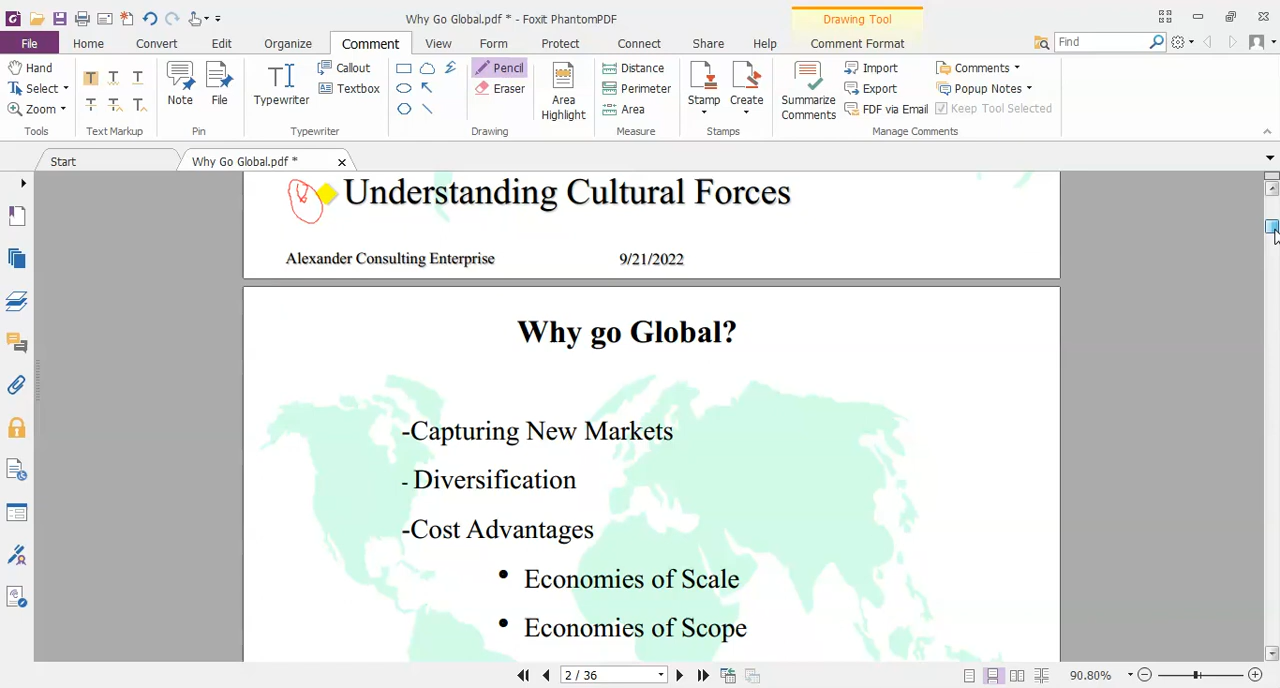 Why Go Global.pdf * - Foxit PhantomPDF
Drawing Tool
File Home Convert Edit Organize Comment View Form Protect Connect Share Help Comment Format
Find
Hand
Select
Zoom
Tools
T T T
T T T
Text Markup
Note
File
Pin
Typewriter
Callout
Textbox
Typewriter
Pencil
Eraser
Drawing
Area
Highlight
Distance
Perimeter
Area
Measure
Stamp
Create
Stamps
Summarize
Comments
Import
Export
FDF via Email
Comments
Popup Notes
Keep Tool Selected
Manage Comments
Start
Why Go Global.pdf *
Understanding Cultural Forces
Alexander Consulting Enterprise 9/21/2022
Why go Global?
-Capturing New Markets
- Diversification
-Cost Advantages
• Economies of Scale
• Economies of Scope
2 / 36
90.80%